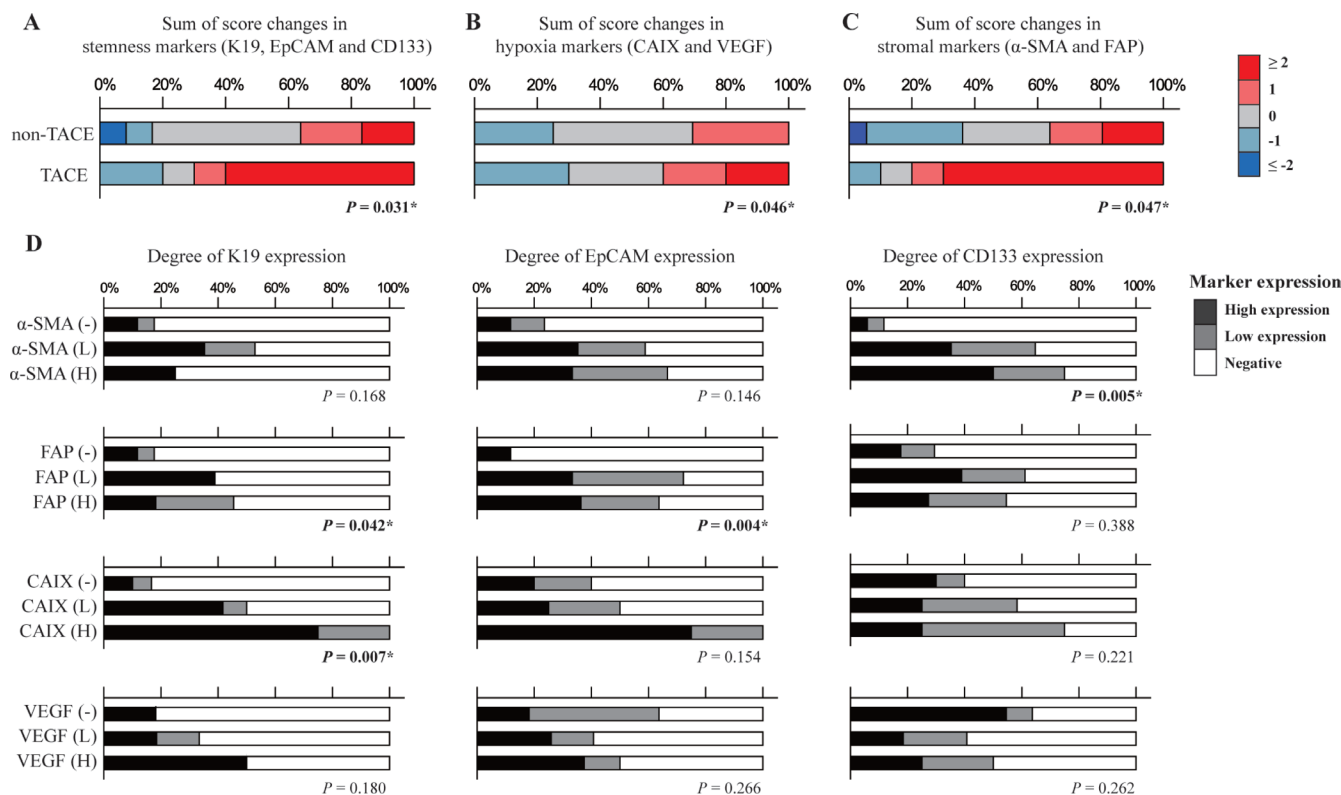 A
Sum of score changes in
stemness markers (K19, EpCAM and CD133)
0% 20% 40% 60% 80% 100%
B
Sum of score changes in
hypoxia markers (CAIX and VEGF)
0% 20% 40% 60% 80% 100%
C
Sum of score changes in
stromal markers (α-SMA and FAP)
0% 20% 40% 60% 80% 100%
≥ 2
1
0
-1
≤ -2
non-TACE
TACE
P = 0.031*
P = 0.046*
P = 0.047*
D
Degree of K19 expression
Degree of EpCAM expression
Degree of CD133 expression
0% 20% 40% 60% 80% 100%
0% 20% 40% 60% 80% 100%
0% 20% 40% 60% 80% 100%
Marker expression
High expression
Low expression
Negative
α-SMA (-)
α-SMA (L)
α-SMA (H)
P = 0.168
P = 0.146
P = 0.005*
FAP (-)
FAP (L)
FAP (H)
P = 0.042*
P = 0.004*
P = 0.388
CAIX (-)
CAIX (L)
CAIX (H)
P = 0.007*
P = 0.154
P = 0.221
VEGF (-)
VEGF (L)
VEGF (H)
P = 0.180
P = 0.266
P = 0.262